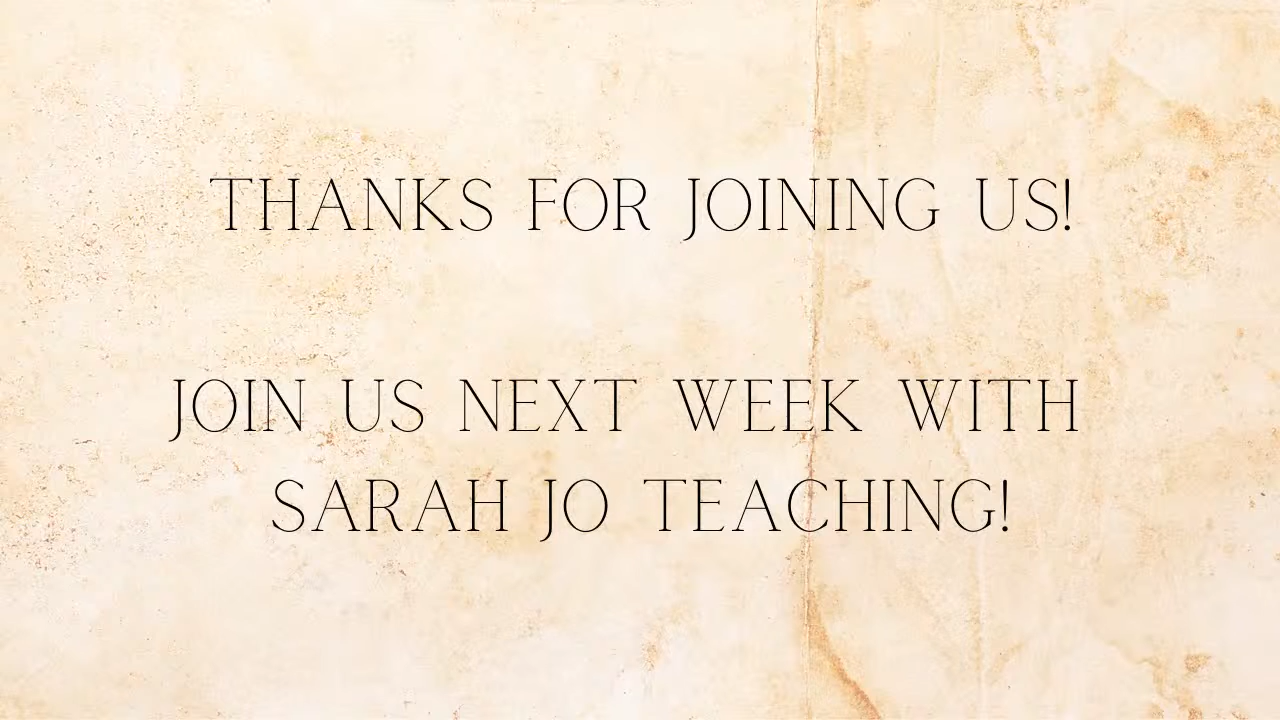 THANKS FOR JOINING US!
JOIN US NEXT WEEK WITH
SARAH JO TEACHING!